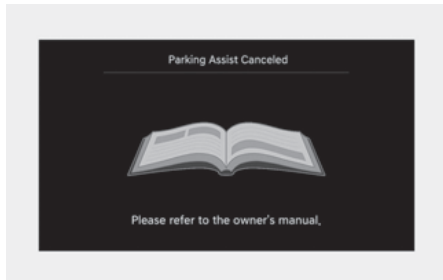 Parking Assist Canceled
Please refer to the owner's manual.